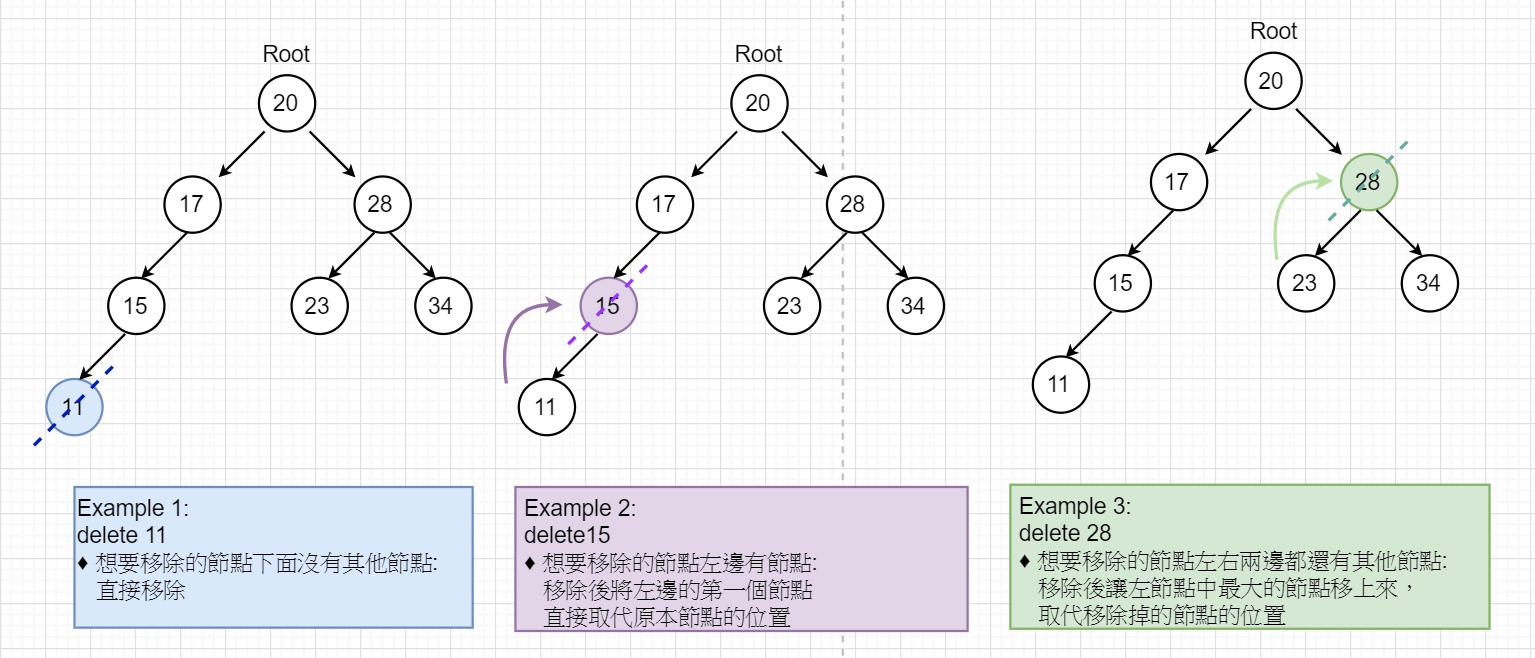 Root
20
17
28
15
23
34
11
Root
20
17
28
15
23
34
11
Root
20
17
28
15
23
34
11
Example 1:
delete 11
♦ 想要移除的節點下面沒有其他節點:
直接移除
Example 2:
delete15
♦ 想要移除的節點左邊有節點:
移除後將左邊的第一個節點
直接取代原本節點的位置
Example 3:
delete 28
♦ 想要移除的節點左右兩邊都還有其他節點:
移除後讓左節點中最大的節點移上來，
取代移除掉的節點的位置